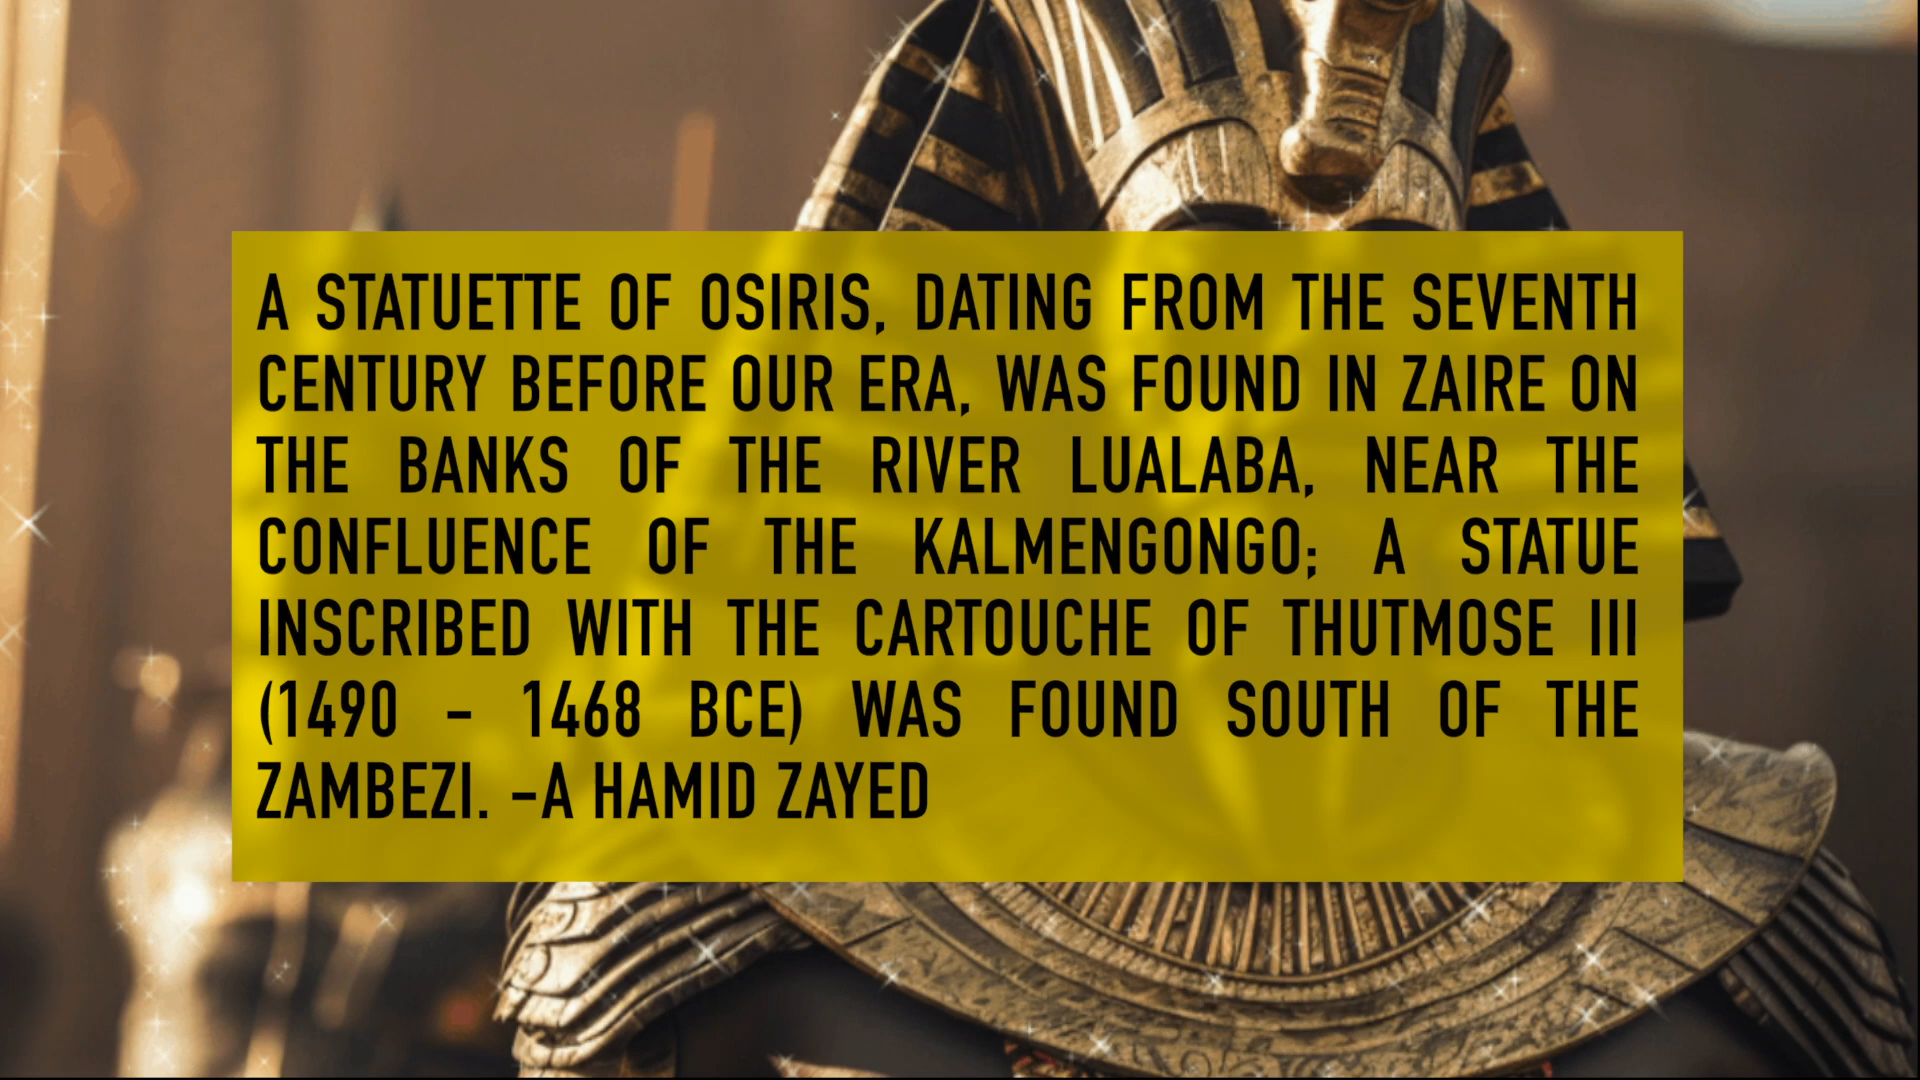 A STATUETTE OF OSIRIS, DATING FROM THE SEVENTH
CENTURY BEFORE OUR ERA, WAS FOUND IN ZAIRE ON
THE BANKS OF THE RIVER LUALABA, NEAR THE
CONFLUENCE OF THE KALMENGONGO; A STATUE
INSCRIBED WITH THE CARTOUCHE OF THUTMOSE III
(1490 - 1468 BCE) WAS FOUND SOUTH OF THE
ZAMBEZI. -A HAMID ZAYED